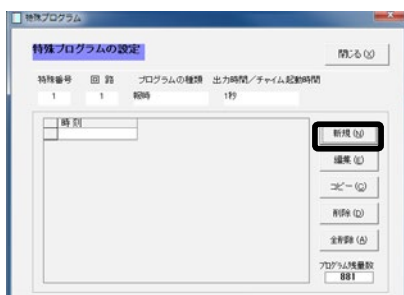 特殊プログラム
特殊プログラムの設定
閉じる(X)
特殊番号 回路 プログラムの種類 出力時間/チャイム起動時間
1 1 報時 1秒
時刻
新規(N)
編集(E)
コピー(C)
削除(D)
全削除(A)
プログラム残量数
881